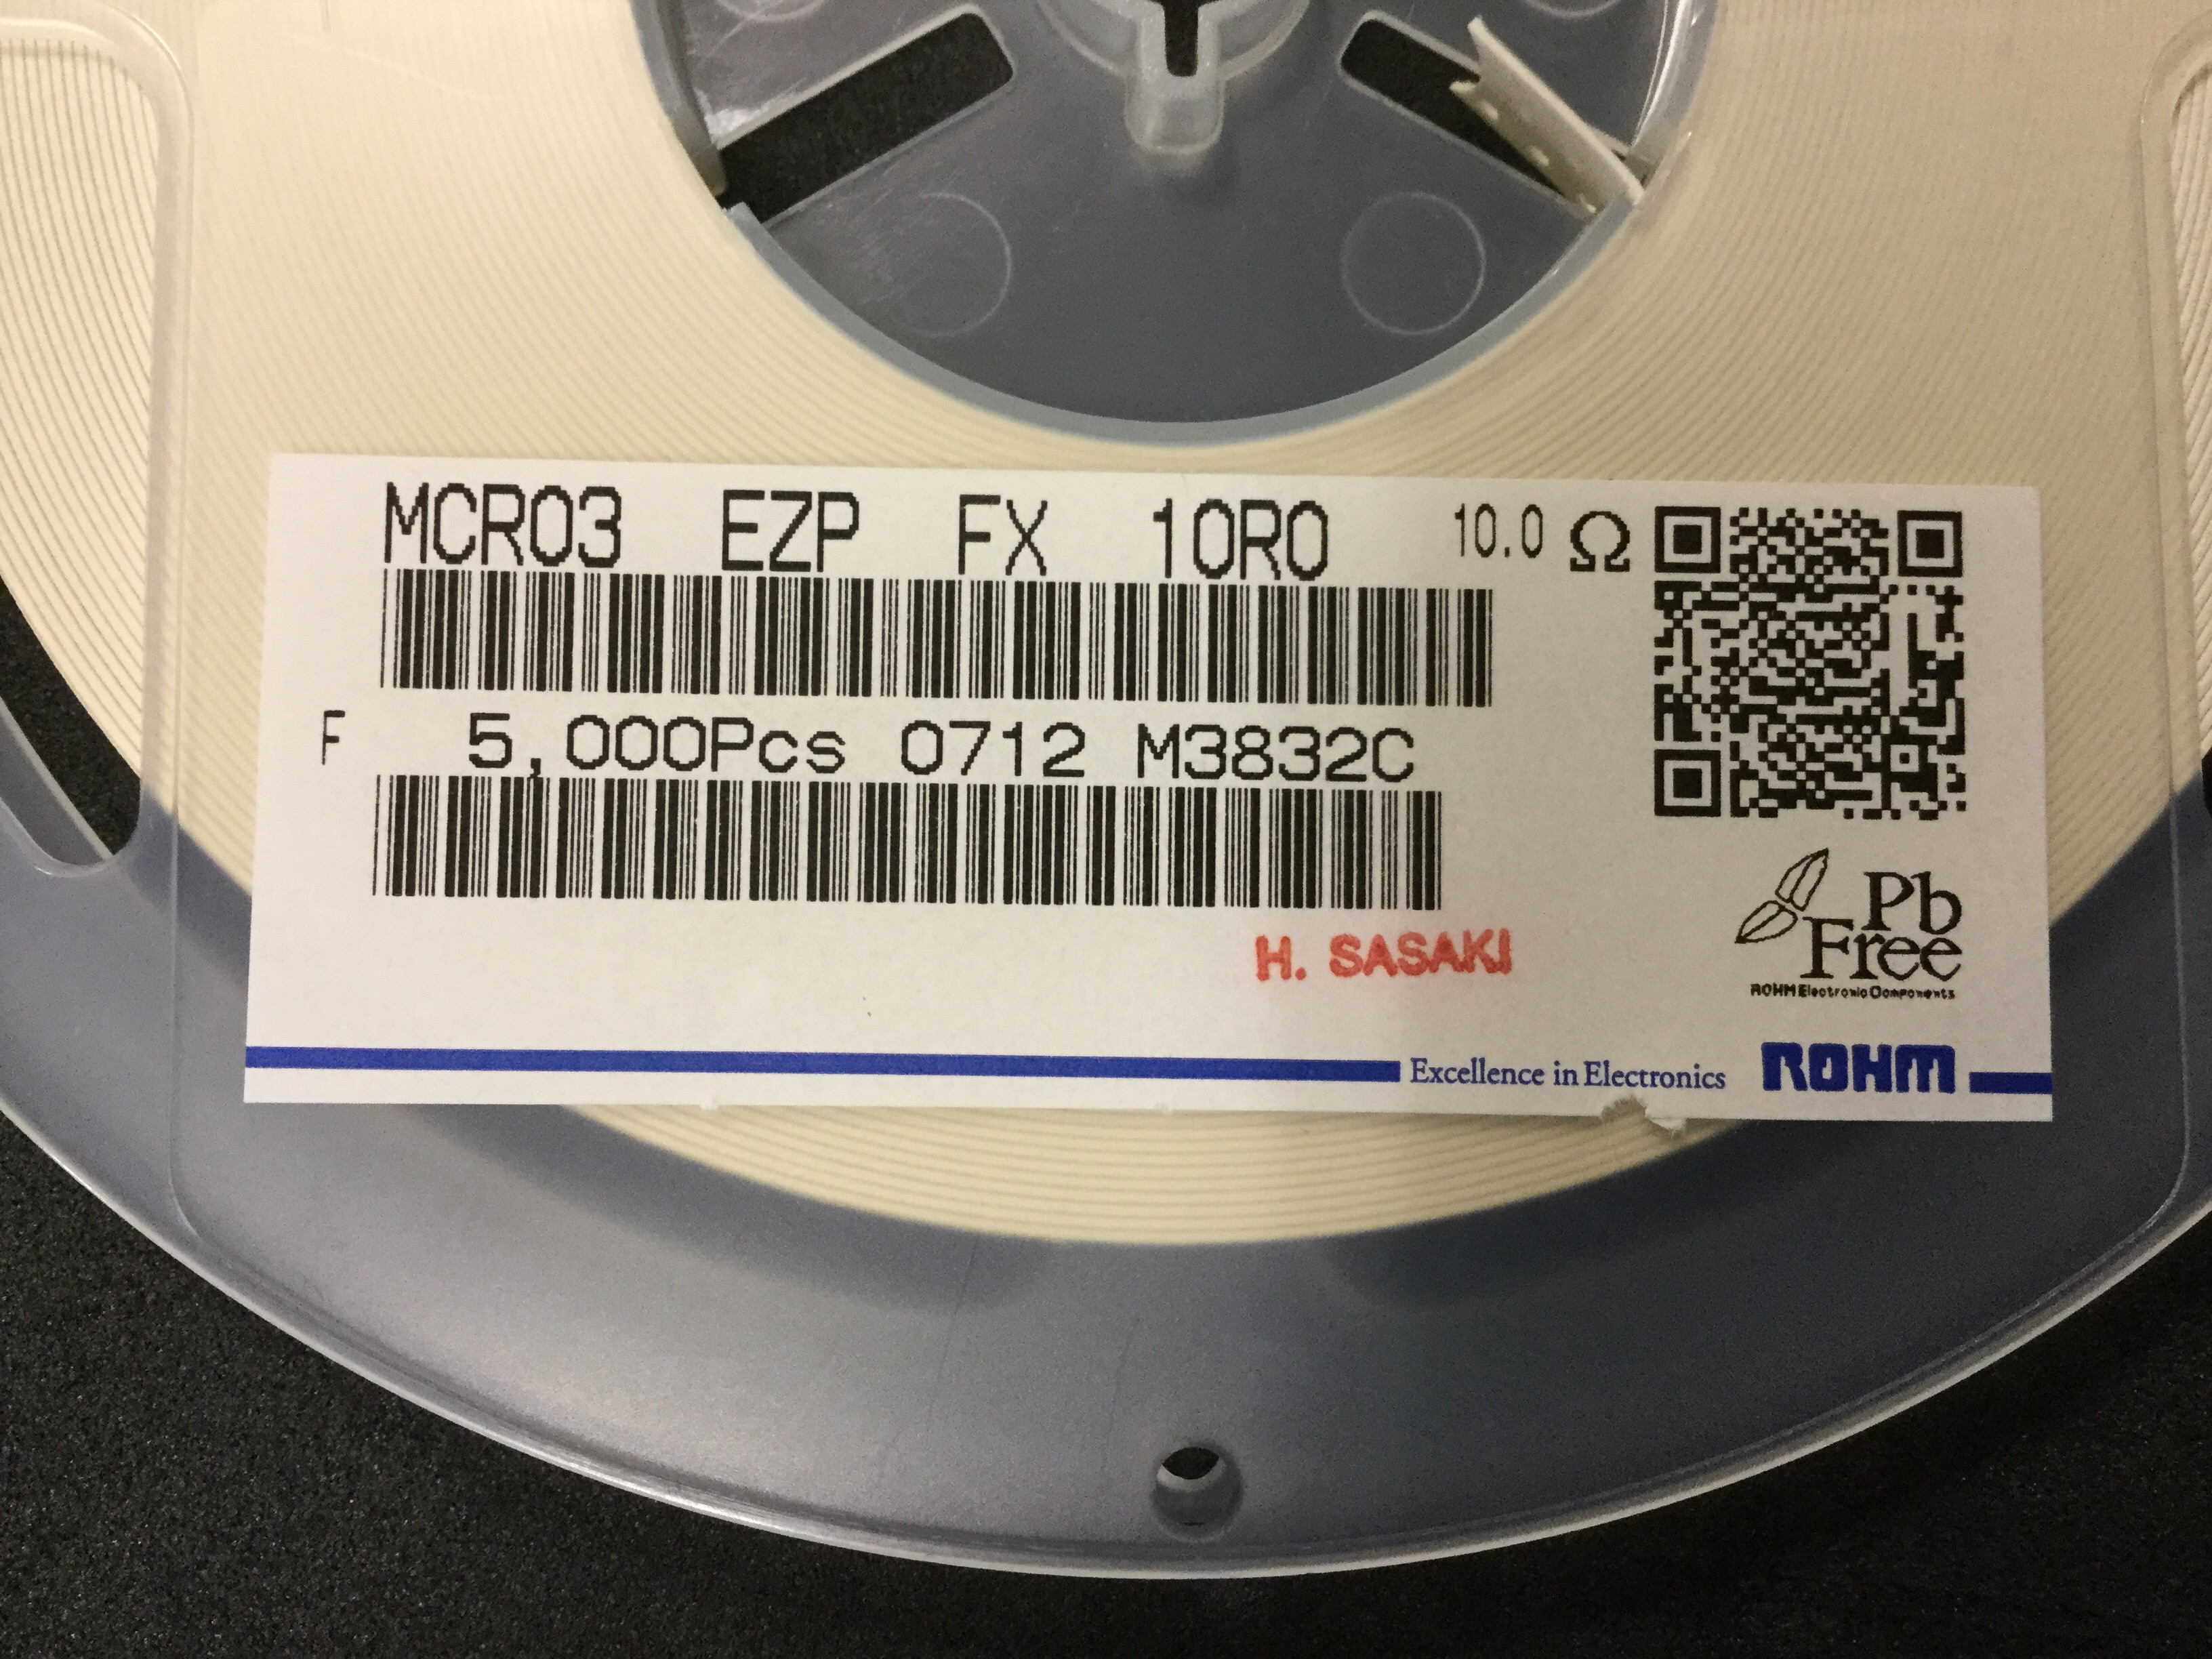 MCR03 EZP FX 10R0 10.0 Ω
F 5,000Pcs 0712 M3832C
H. SASAKI
Pb
Free
ROHM Electronic Components
Excellence in Electronics ROHM